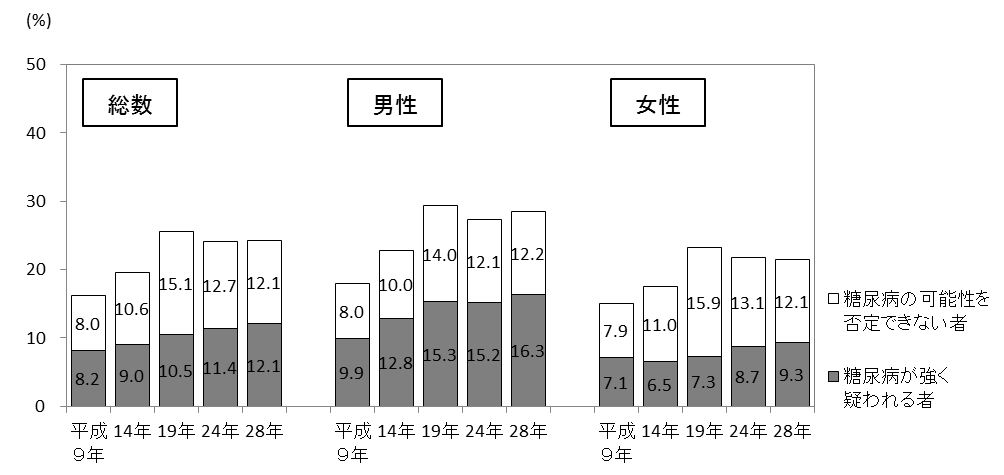 (%)
50
40
30
20
10
0
総数
8.0
10.6
15.1
12.7
12.1
8.2
9.0
10.5
11.4
12.1
平成 14年 19年 24年 28年
９年
男性
8.0
10.0
14.0
12.1
12.2
9.9
12.8
15.3
15.2
16.3
平成 14年 19年 24年 28年
９年
女性
7.9
11.0
15.9
13.1
12.1
7.1
6.5
7.3
8.7
9.3
平成 14年 19年 24年 28年
９年
糖尿病の可能性を
否定できない者
糖尿病が強く
疑われる者